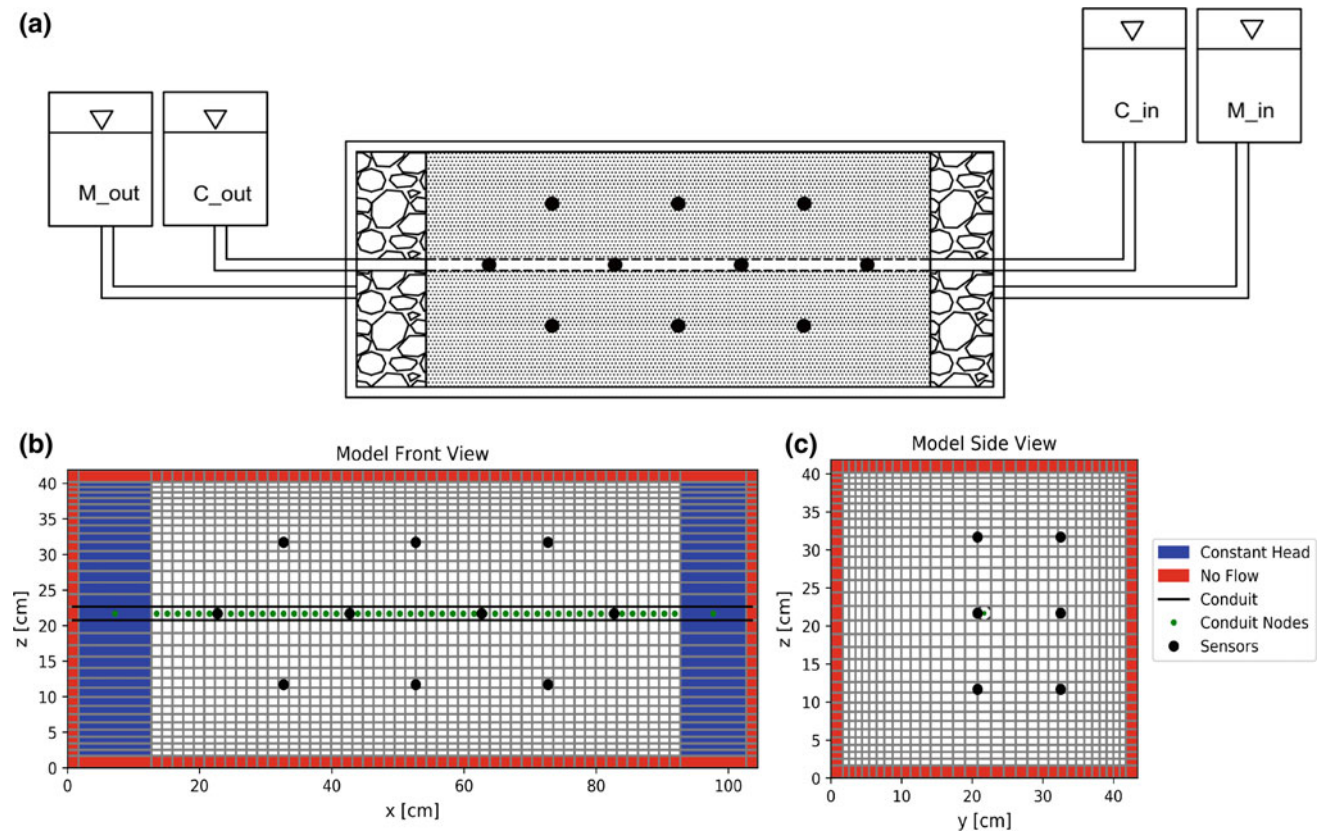 (a)
M_out
C_out
C_in
M_in
(b)
Model Front View
z [cm]
40
35
30
25
20
15
10
5
0
0 20 40 60 80 100
x [cm]
(c)
Model Side View
z [cm]
40
35
30
25
20
15
10
5
0
0 10 20 30 40
y [cm]
Constant Head
No Flow
Conduit
Conduit Nodes
Sensors